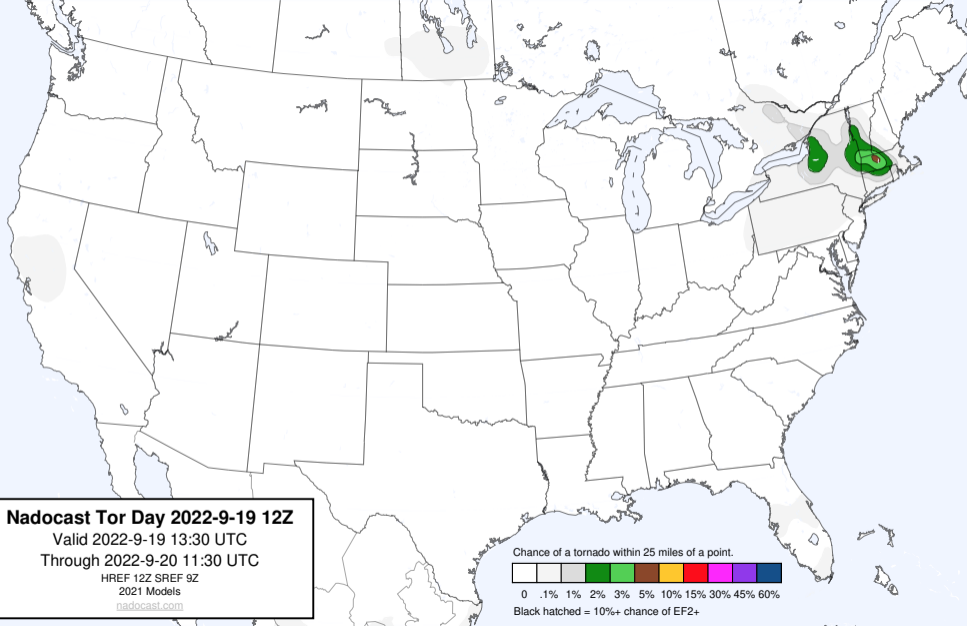 Nadocast Tor Day 2022-9-19 12Z
Valid 2022-9-19 13:30 UTC
Through 2022-9-20 11:30 UTC
HREF 12Z SREF 9Z
2021 Models
nadocast.com
Chance of a tornado within 25 miles of a point.
0 .1% 1% 2% 3% 5% 10% 15% 30% 45% 60%
Black hatched = 10%+ chance of EF2+